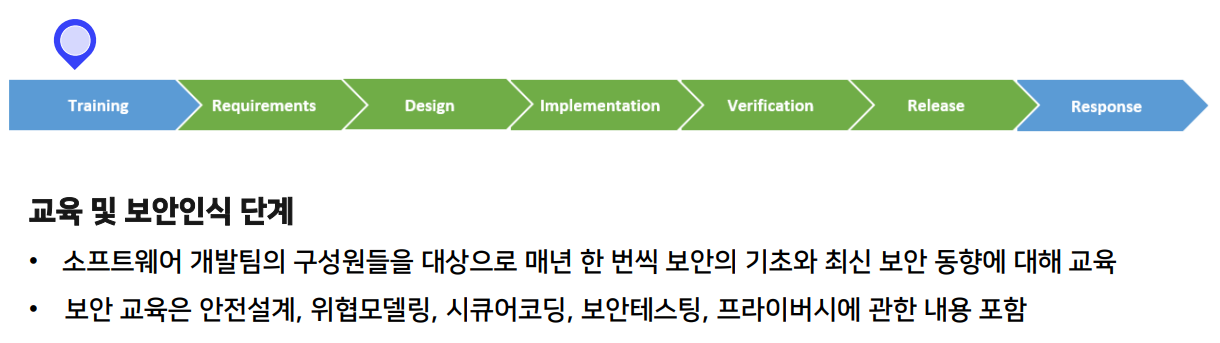 Training Requirements Design Implementation Verification Release Response
교육 및 보안인식 단계
• 소프트웨어 개발팀의 구성원들을 대상으로 매년 한 번씩 보안의 기초와 최신 보안 동향에 대해 교육
• 보안 교육은 안전설계, 위협모델링, 시큐어코딩, 보안테스팅, 프라이버시에 관한 내용 포함